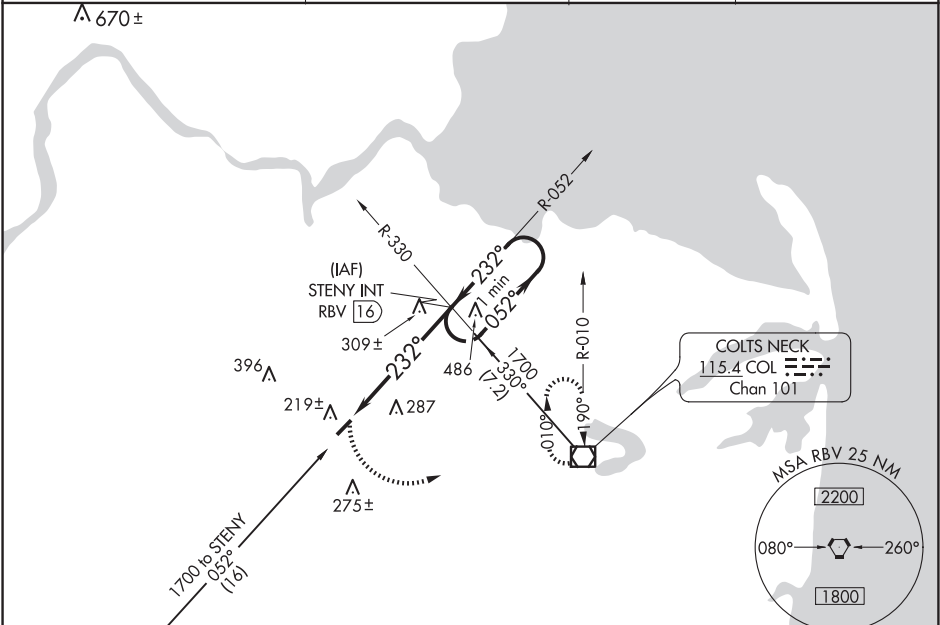 670±
R-052
R-330
(IAF)
STENY INT
RBV 16
309±
232°
1 min
052°
486
232°
1700
330°
(7.2)
R-010
010°
190°
COLTS NECK
115.4 COL
Chan 101
396
219±
287
275±
1700 to STENY
052°
(16)
MSA RBV 25 NM
2200
080°
260°
1800